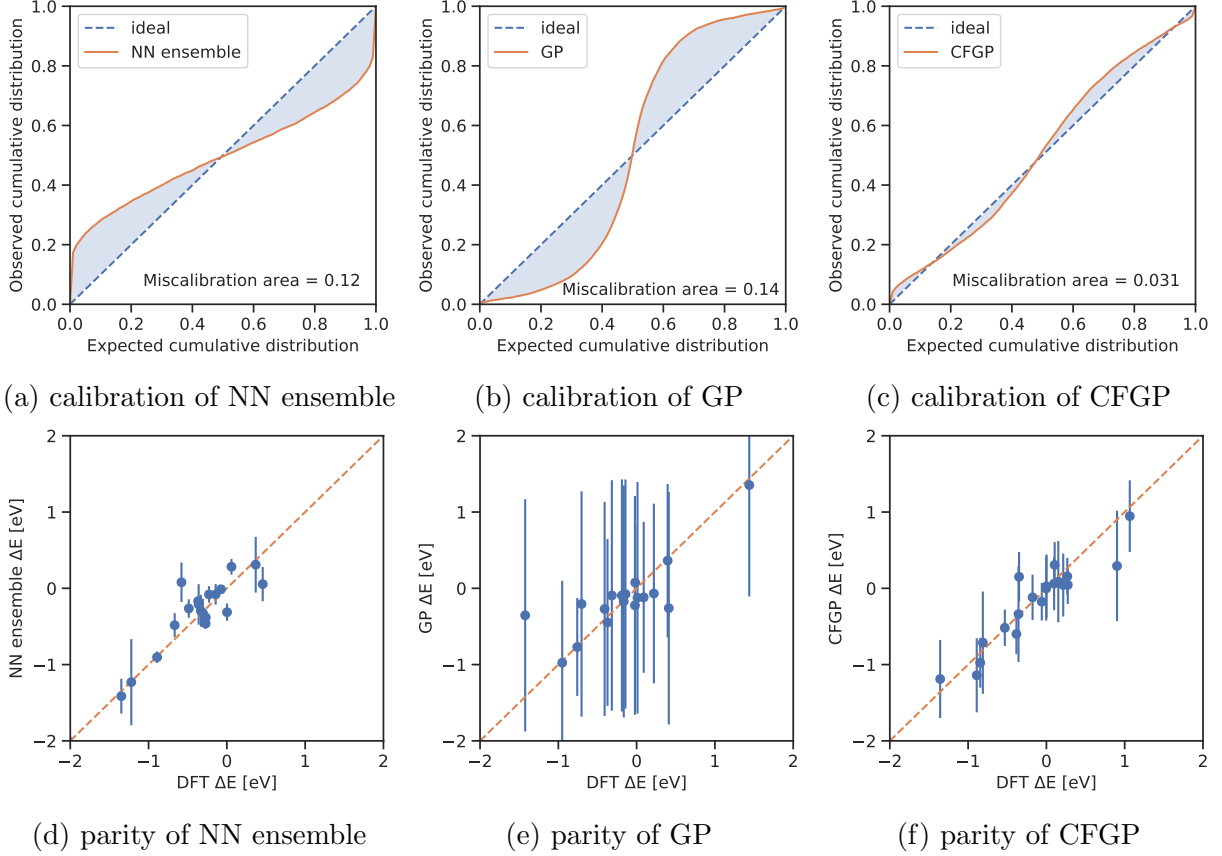 1.0
0.8
0.6
0.4
0.2
0.0
Observed cumulative distribution
ideal
NN ensemble
Miscalibration area = 0.12
0.0 0.2 0.4 0.6 0.8 1.0
Expected cumulative distribution
(a) calibration of NN ensemble
1.0
0.8
0.6
0.4
0.2
0.0
Observed cumulative distribution
ideal
GP
Miscalibration area = 0.14
0.0 0.2 0.4 0.6 0.8 1.0
Expected cumulative distribution
(b) calibration of GP
1.0
0.8
0.6
0.4
0.2
0.0
Observed cumulative distribution
ideal
CFGP
Miscalibration area = 0.031
0.0 0.2 0.4 0.6 0.8 1.0
Expected cumulative distribution
(c) calibration of CFGP
2
1
0
−1
−2
NN ensemble ΔE [eV]
−2 −1 0 1 2
DFT ΔE [eV]
(d) parity of NN ensemble
2
1
0
−1
−2
GP ΔE [eV]
−2 −1 0 1 2
DFT ΔE [eV]
(e) parity of GP
2
1
0
−1
−2
CFGP ΔE [eV]
−2 −1 0 1 2
DFT ΔE [eV]
(f) parity of CFGP